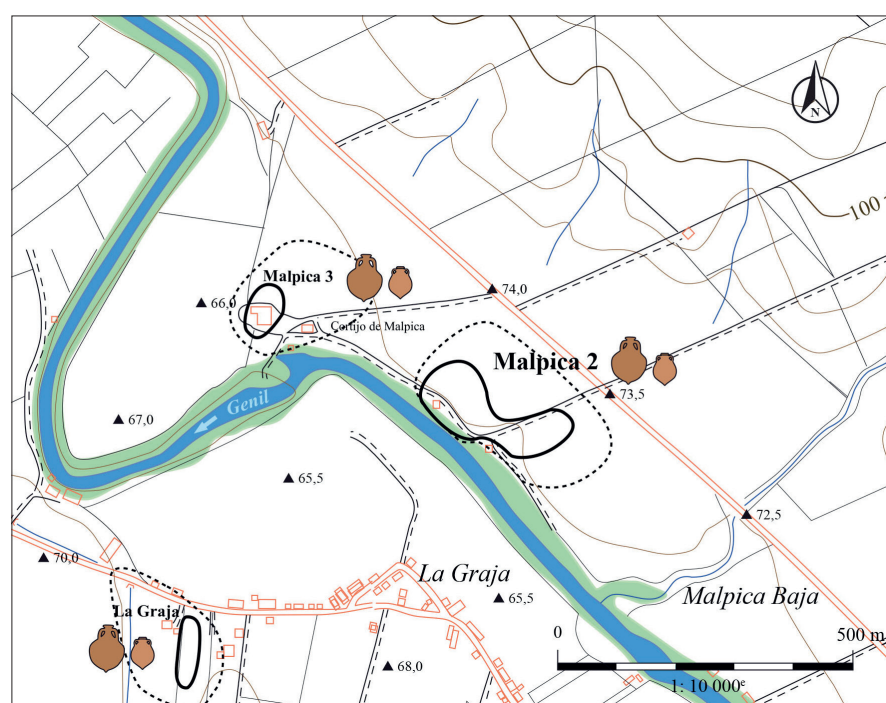 N
100
Malpica 3
66,0
74,0
Cortijo de Malpica
Malpica 2
73,5
Genil
67,0
65,5
72,5
70,0
La Graja
65,5
Malpica Baja
La Graja
68,0
0
500 m
1: 10 000e